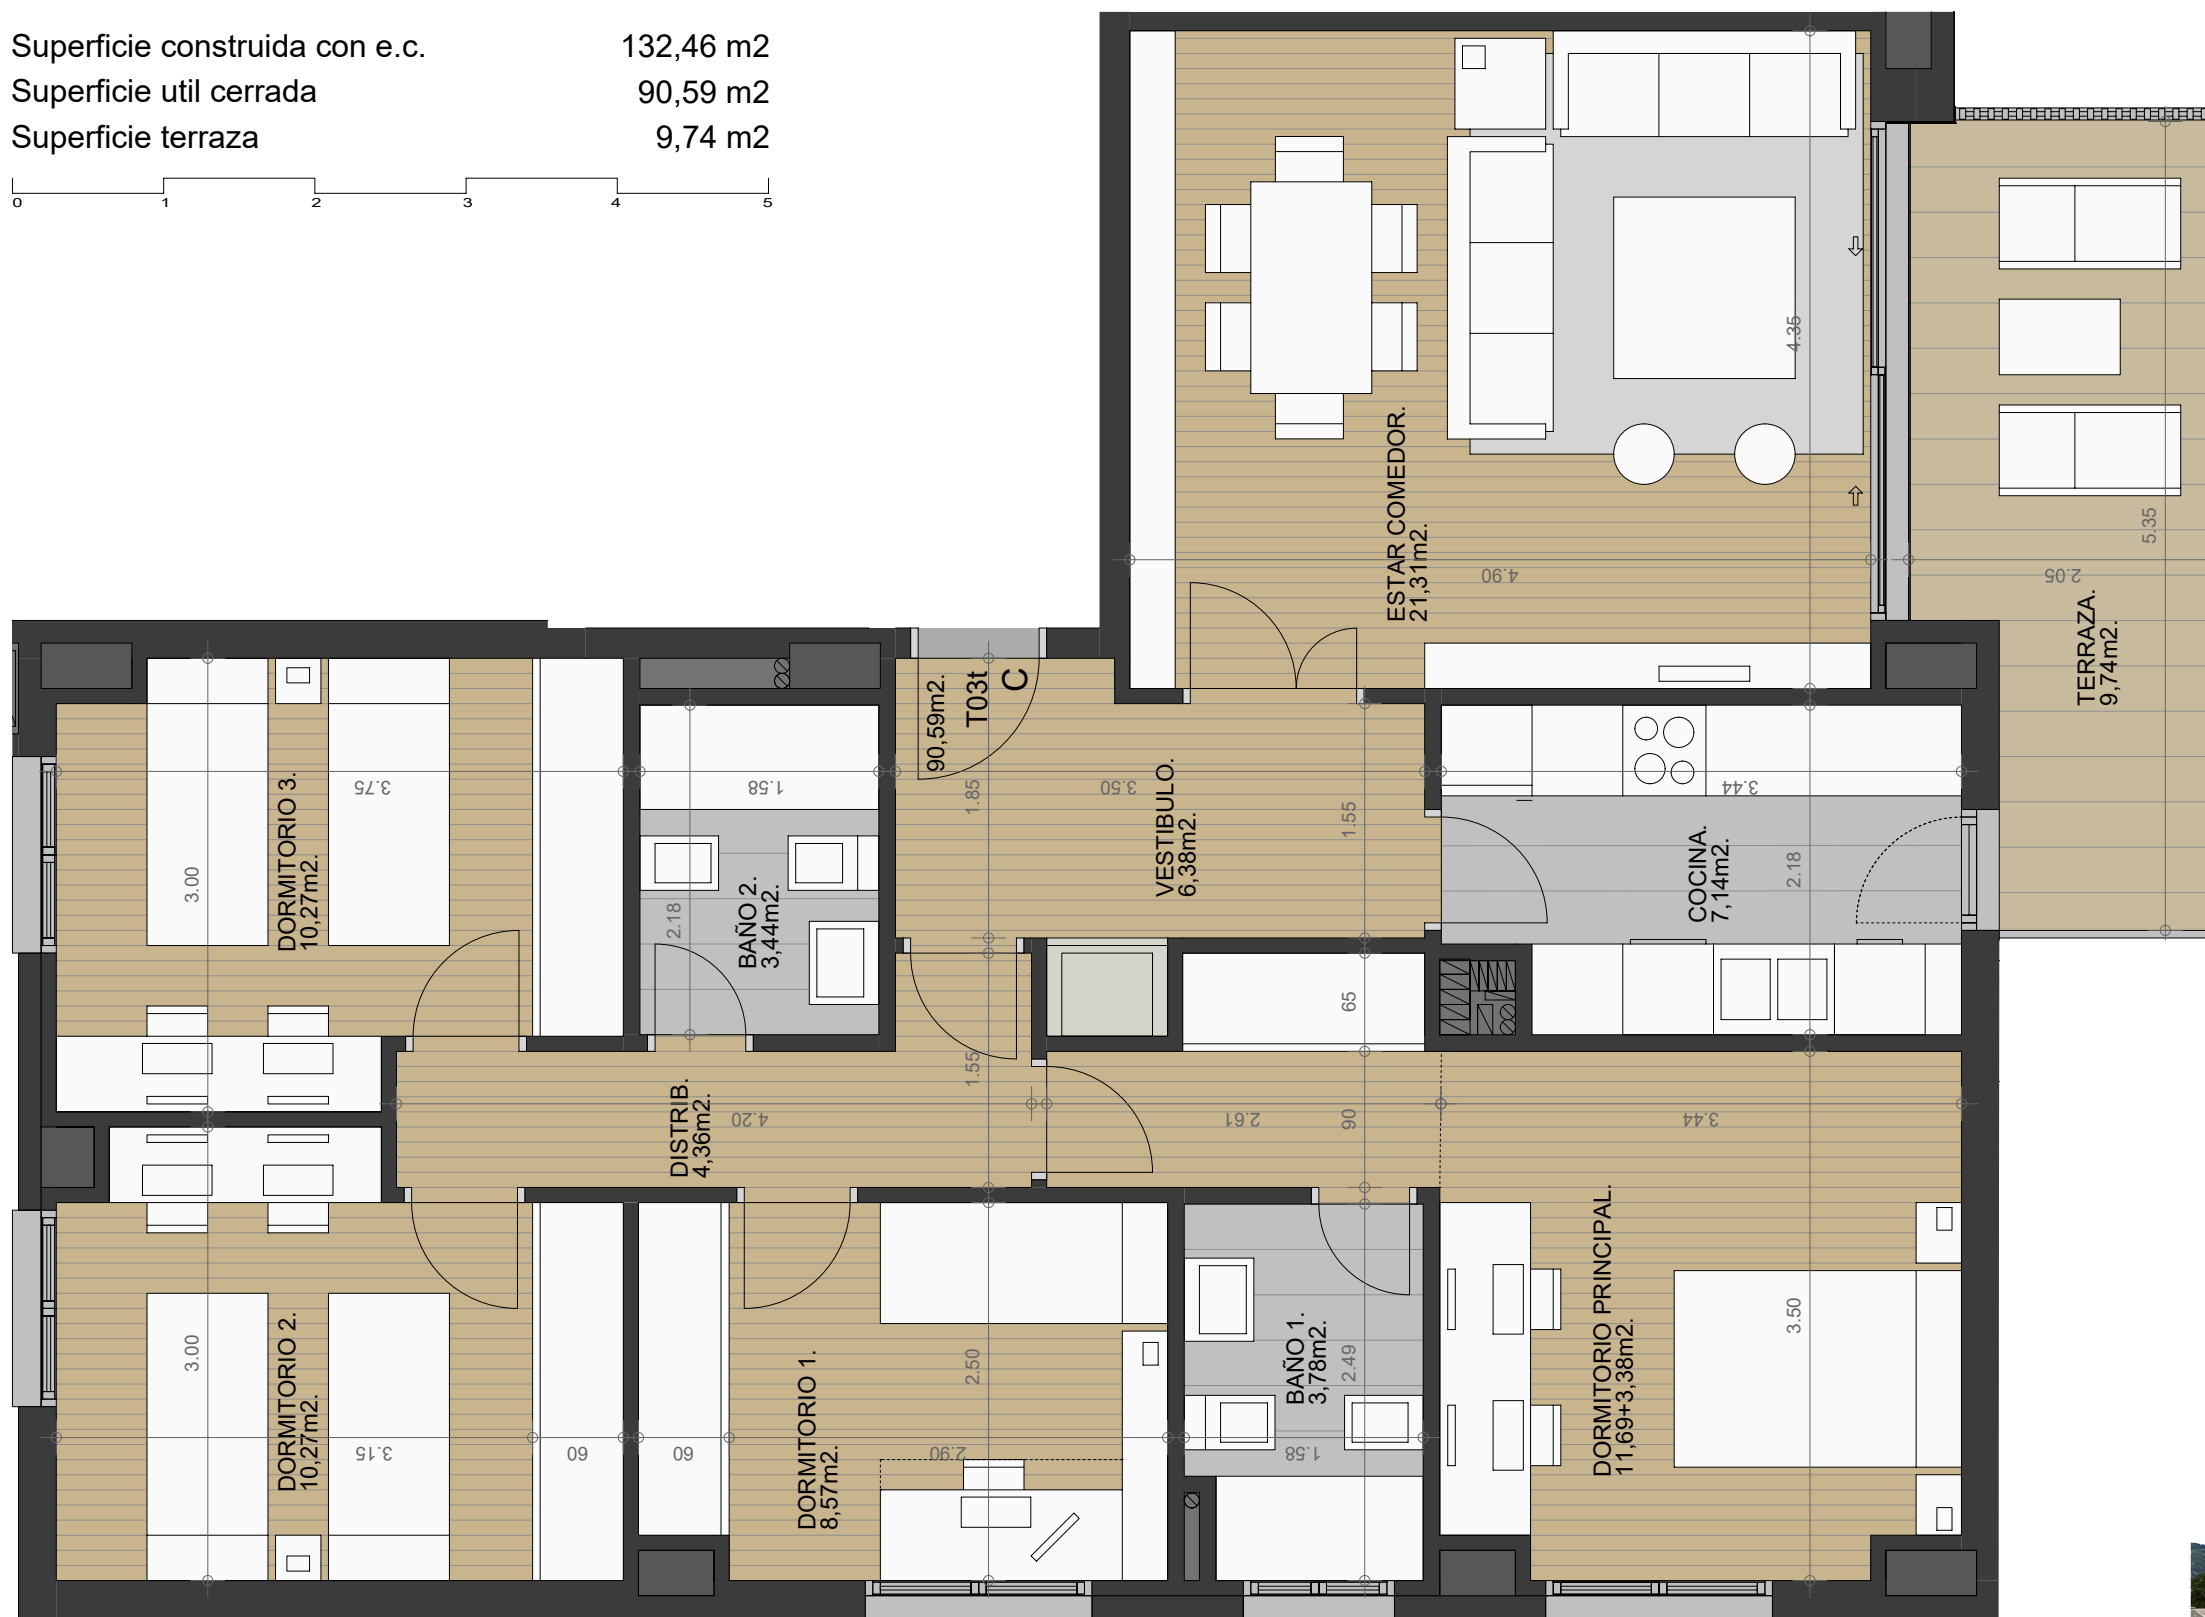 Superficie construida con e.c. 132,46 m2
Superficie util cerrada 90,59 m2
Superficie terraza 9,74 m2
0 1 2 3 4 5
4.35
ESTAR COMEDOR.
21,31m2.
4.90
5.35
2.05
TERRAZA.
9,74m2.
90,59m2.
T03t
C
3.75
3.00
DORMITORIO 3.
10,27m2.
1.58
2.18
BAÑO 2.
3,44m2.
1.85
3.50
1.55
VESTIBULO.
6,38m2.
3.44
COCINA.
7,14m2.
2.18
65
1.55
DISTRIB.
4,36m2.
4.20
2.61
90
3.44
3.00
DORMITORIO 2.
10,27m2.
3.15
60
60
DORMITORIO 1.
8,57m2.
2.50
2.90
BAÑO 1.
3,78m2.
2.49
1.58
DORMITORIO PRINCIPAL.
11,69+3,38m2.
3.50